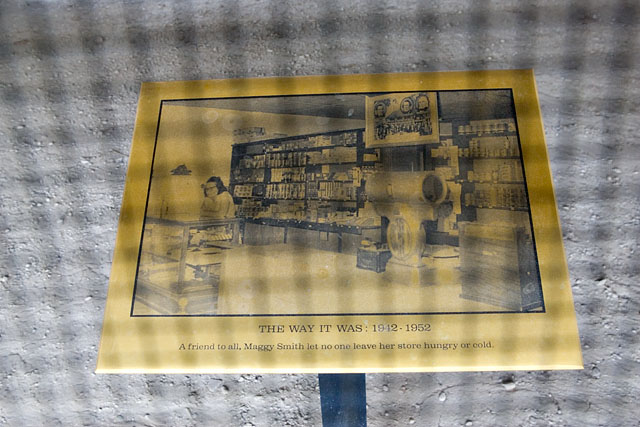 THE WAY IT WAS: 1942-1952
A friend to all, Maggy Smith let no one leave her store hungry or cold.